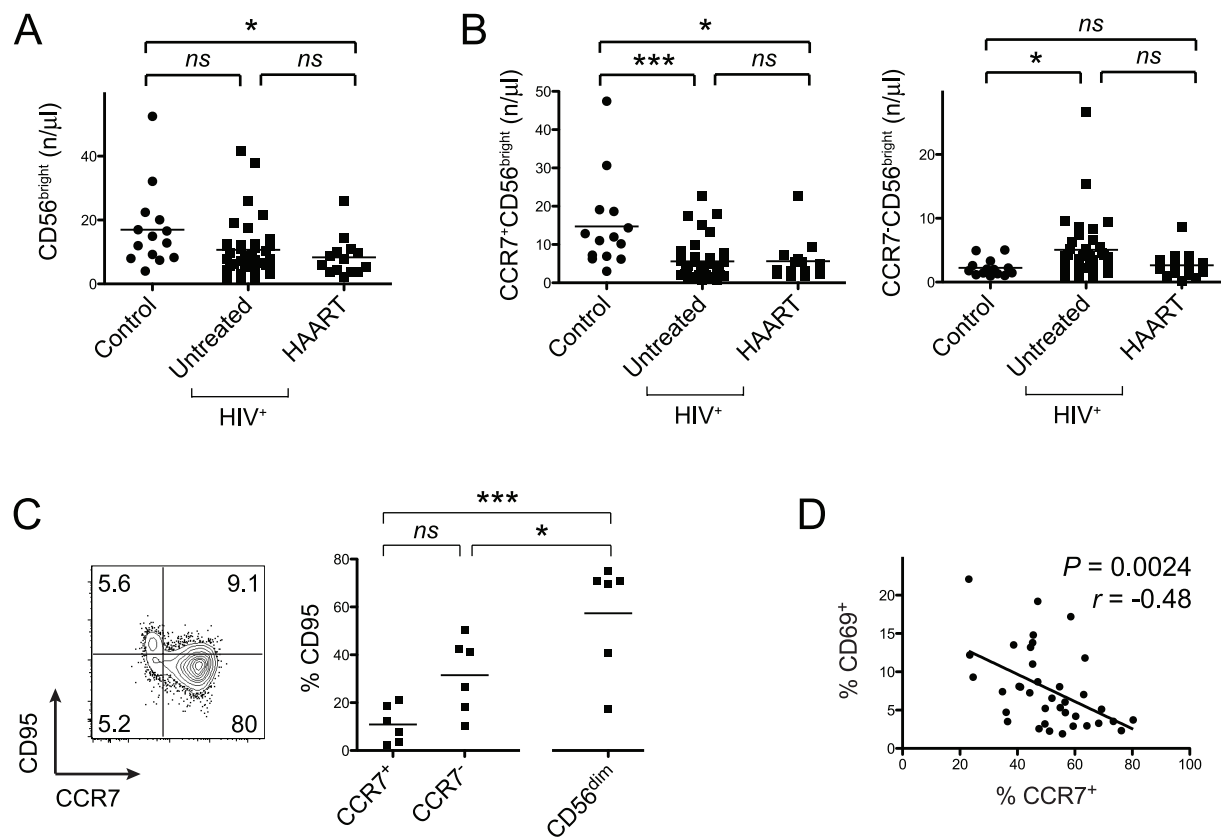 A
*
ns ns
CD56bright (n/μl)
40
20
0
Control
Untreated
HAART
HIV+
B
*
*** ns
CCR7+CD56bright (n/μl)
50
40
30
20
10
0
Control
Untreated
HAART
HIV+
ns
* ns
CCR7-CD56bright (n/μl)
20
10
0
Control
Untreated
HAART
HIV+
C
5.6 9.1
5.2 80
CD95
CCR7
***
ns *
% CD95
80
60
40
20
0
CCR7+
CCR7-
CD56dim
D
P = 0.0024
r = -0.48
% CD69+
20
15
10
5
0
0 20 40 60 80 100
% CCR7+